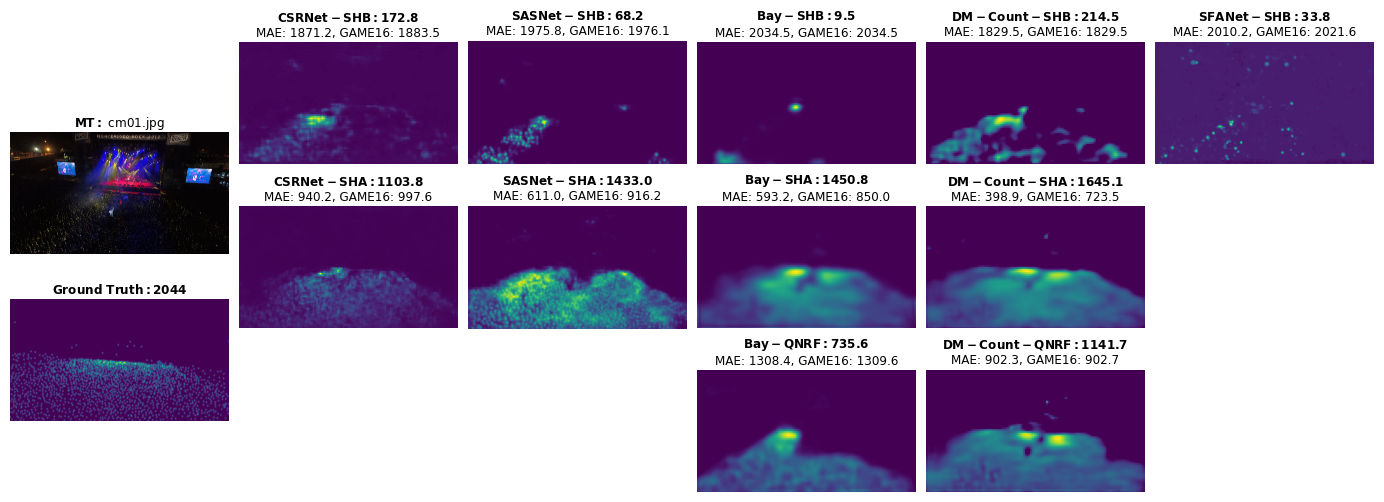 CSRNet−SHB: 172.8
MAE: 1871.2, GAME16: 1883.5
SASNet−SHB: 68.2
MAE: 1975.8, GAME16: 1976.1
Bay−SHB: 9.5
MAE: 2034.5, GAME16: 2034.5
DM−Count−SHB: 214.5
MAE: 1829.5, GAME16: 1829.5
SFANet−SHB: 33.8
MAE: 2010.2, GAME16: 2021.6
MT: cm01.jpg
CSRNet−SHA: 1103.8
MAE: 940.2, GAME16: 997.6
SASNet−SHA: 1433.0
MAE: 611.0, GAME16: 916.2
Bay−SHA: 1450.8
MAE: 593.2, GAME16: 850.0
DM−Count−SHA: 1645.1
MAE: 398.9, GAME16: 723.5
Ground Truth: 2044
Bay−QNRF: 735.6
MAE: 1308.4, GAME16: 1309.6
DM−Count−QNRF: 1141.7
MAE: 902.3, GAME16: 902.7